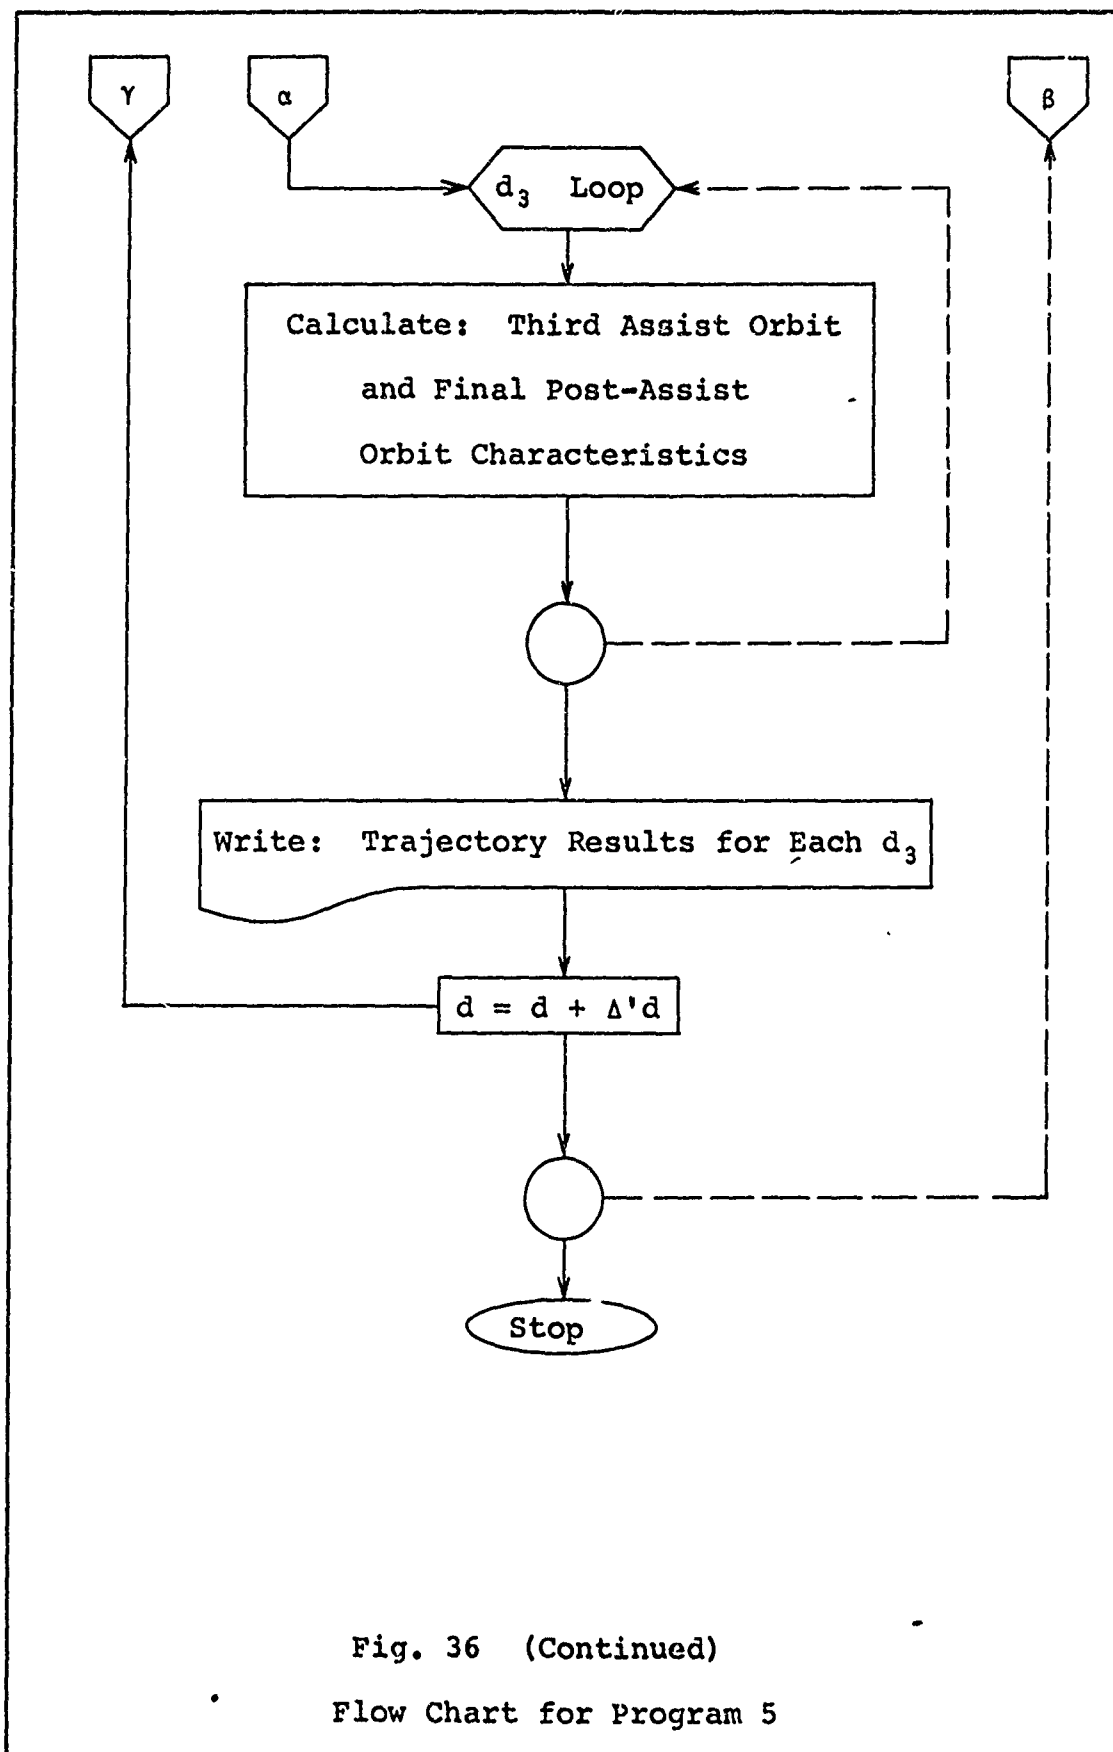 γ
α
β
d₃ Loop
Calculate: Third Assist Orbit
and Final Post-Assist
Orbit Characteristics
Write: Trajectory Results for Each d₃
d = d + Δ'd
Stop
Fig. 36 (Continued)
Flow Chart for Program 5